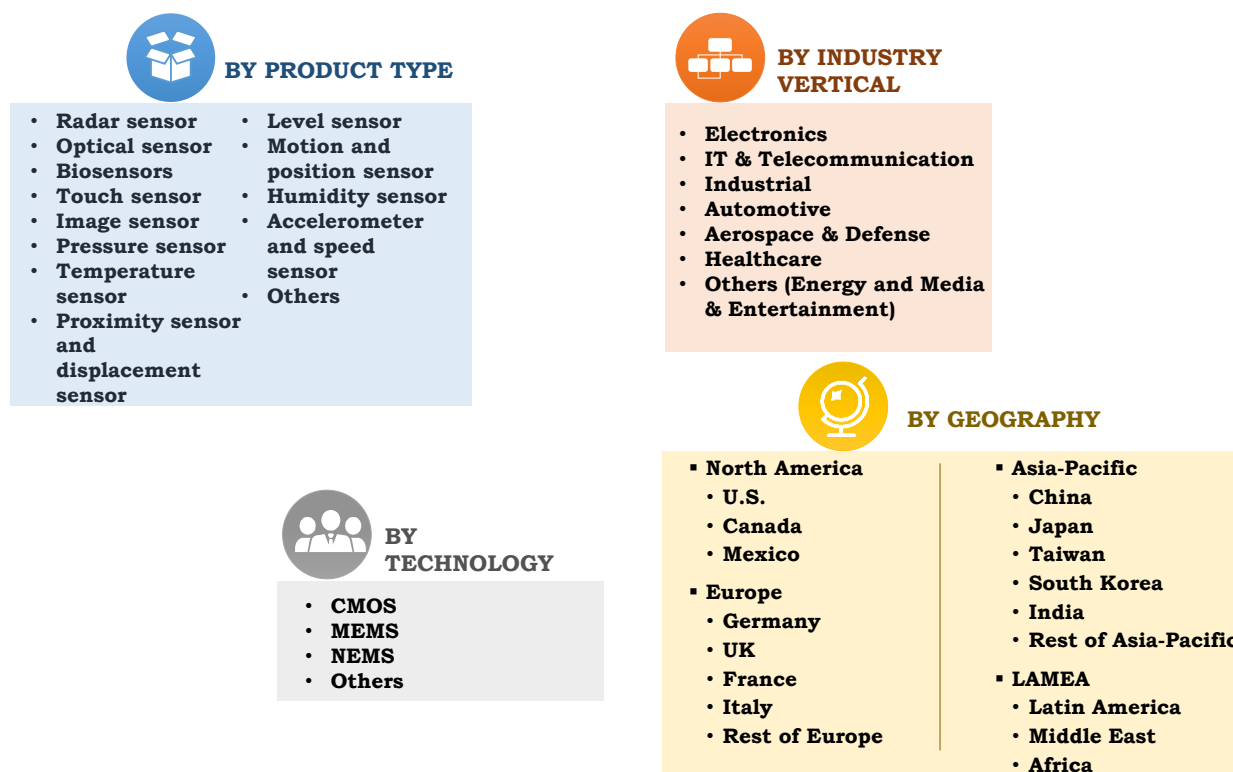 BY PRODUCT TYPE
• Radar sensor
• Optical sensor
• Biosensors
• Touch sensor
• Image sensor
• Pressure sensor
• Temperature
sensor
• Proximity sensor
and
displacement
sensor
• Level sensor
• Motion and
position sensor
• Humidity sensor
• Accelerometer
and speed
sensor
• Others
BY INDUSTRY
VERTICAL
• Electronics
• IT & Telecommunication
• Industrial
• Automotive
• Aerospace & Defense
• Healthcare
• Others (Energy and Media
& Entertainment)
BY TECHNOLOGY
• CMOS
• MEMS
• NEMS
• Others
BY GEOGRAPHY
▪ North America
• U.S.
• Canada
• Mexico
▪ Europe
• Germany
• UK
• France
• Italy
• Rest of Europe
▪ Asia-Pacific
• China
• Japan
• Taiwan
• South Korea
• India
• Rest of Asia-Pacific
▪ LAMEA
• Latin America
• Middle East
• Africa